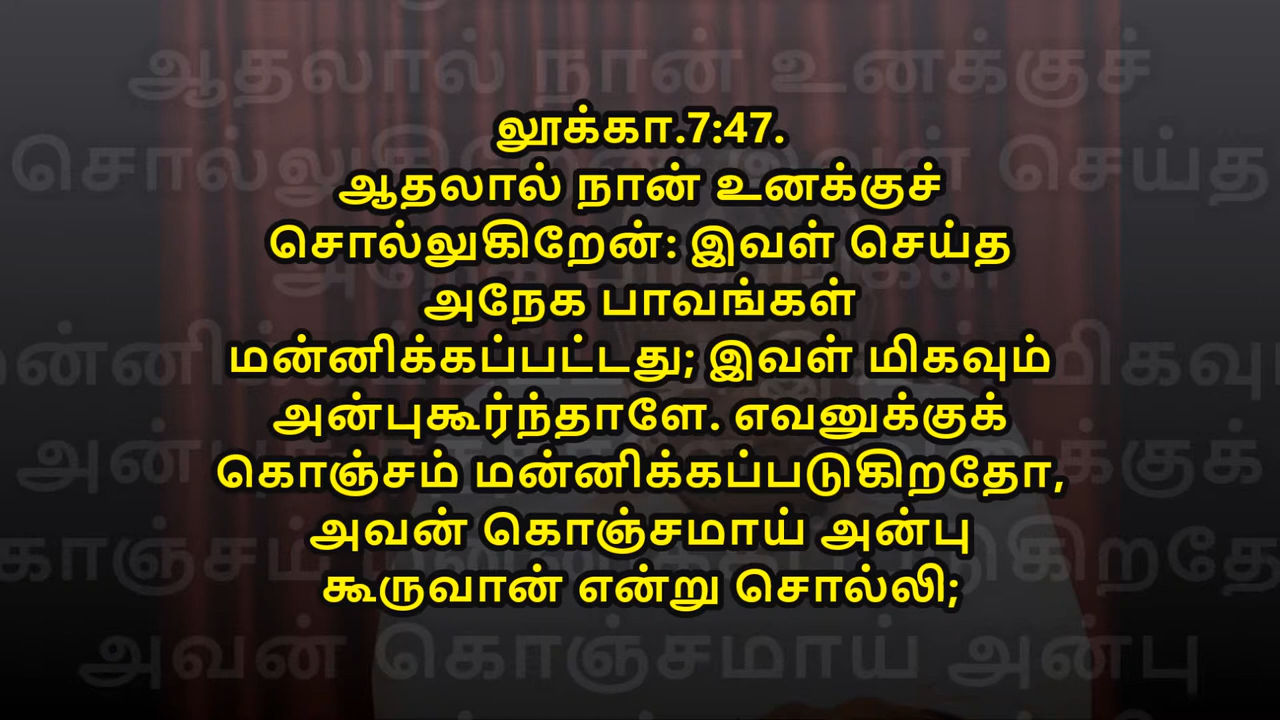 லூக்கா.7:47.
ஆதலால் நான் உனக்குச்
சொல்லுகிறேன்: இவள் செய்த
அநேக பாவங்கள்
மன்னிக்கப்பட்டது; இவள் மிகவும்
அன்புகூர்ந்தாளே. எவனுக்குக்
கொஞ்சம் மன்னிக்கப்படுகிறதோ,
அவன் கொஞ்சமாய் அன்பு
கூருவான் என்று சொல்லி;